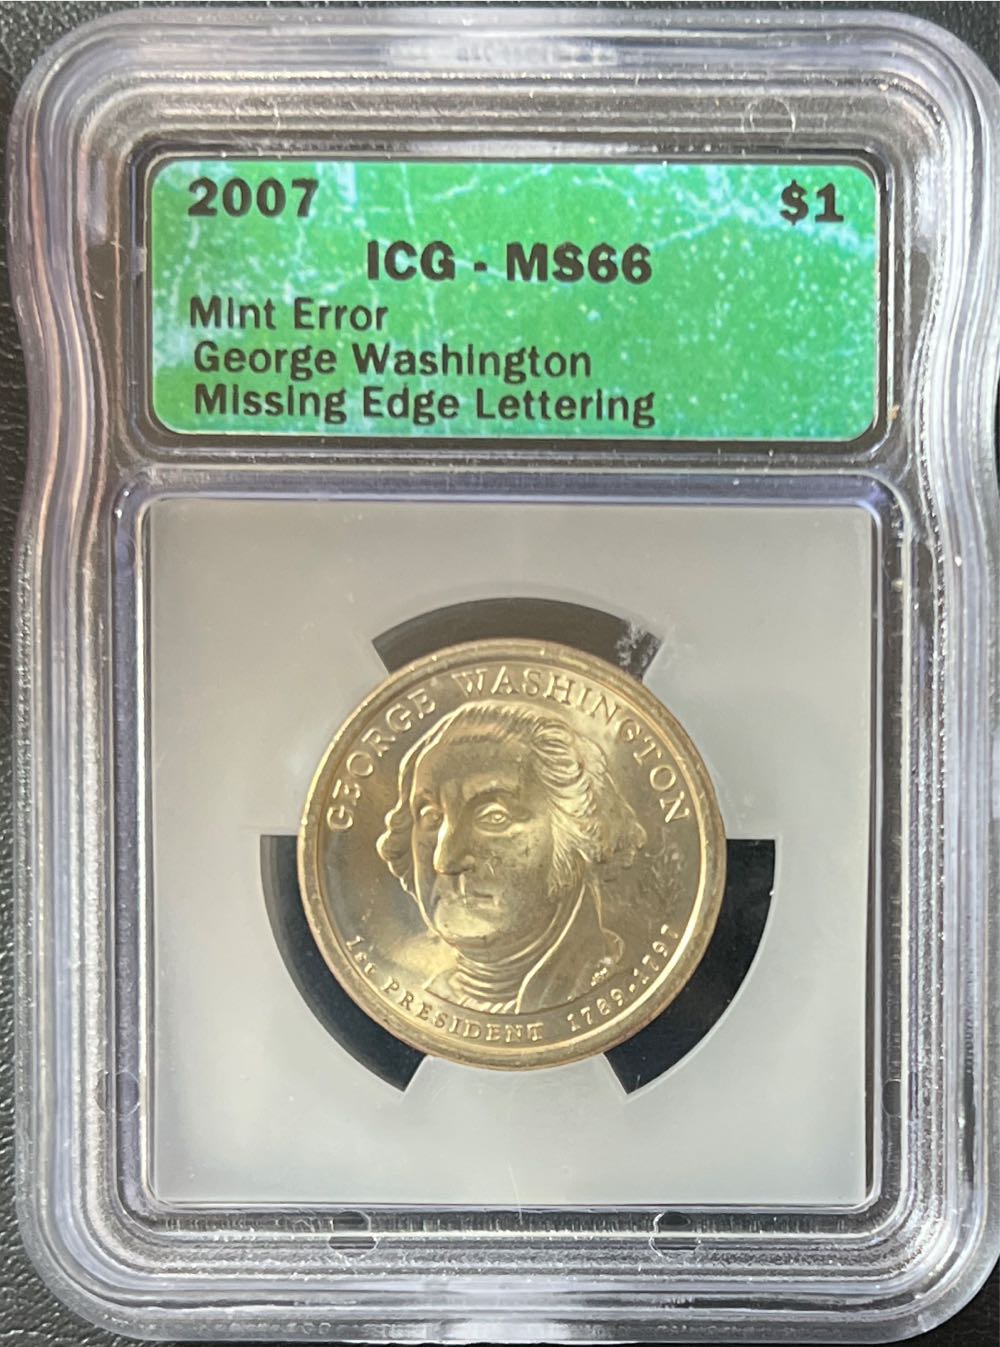 2007 $1
ICG - MS66
Mint Error
George Washington
Missing Edge Lettering
GEORGE WASHINGTON
1st PRESIDENT 1789-1797